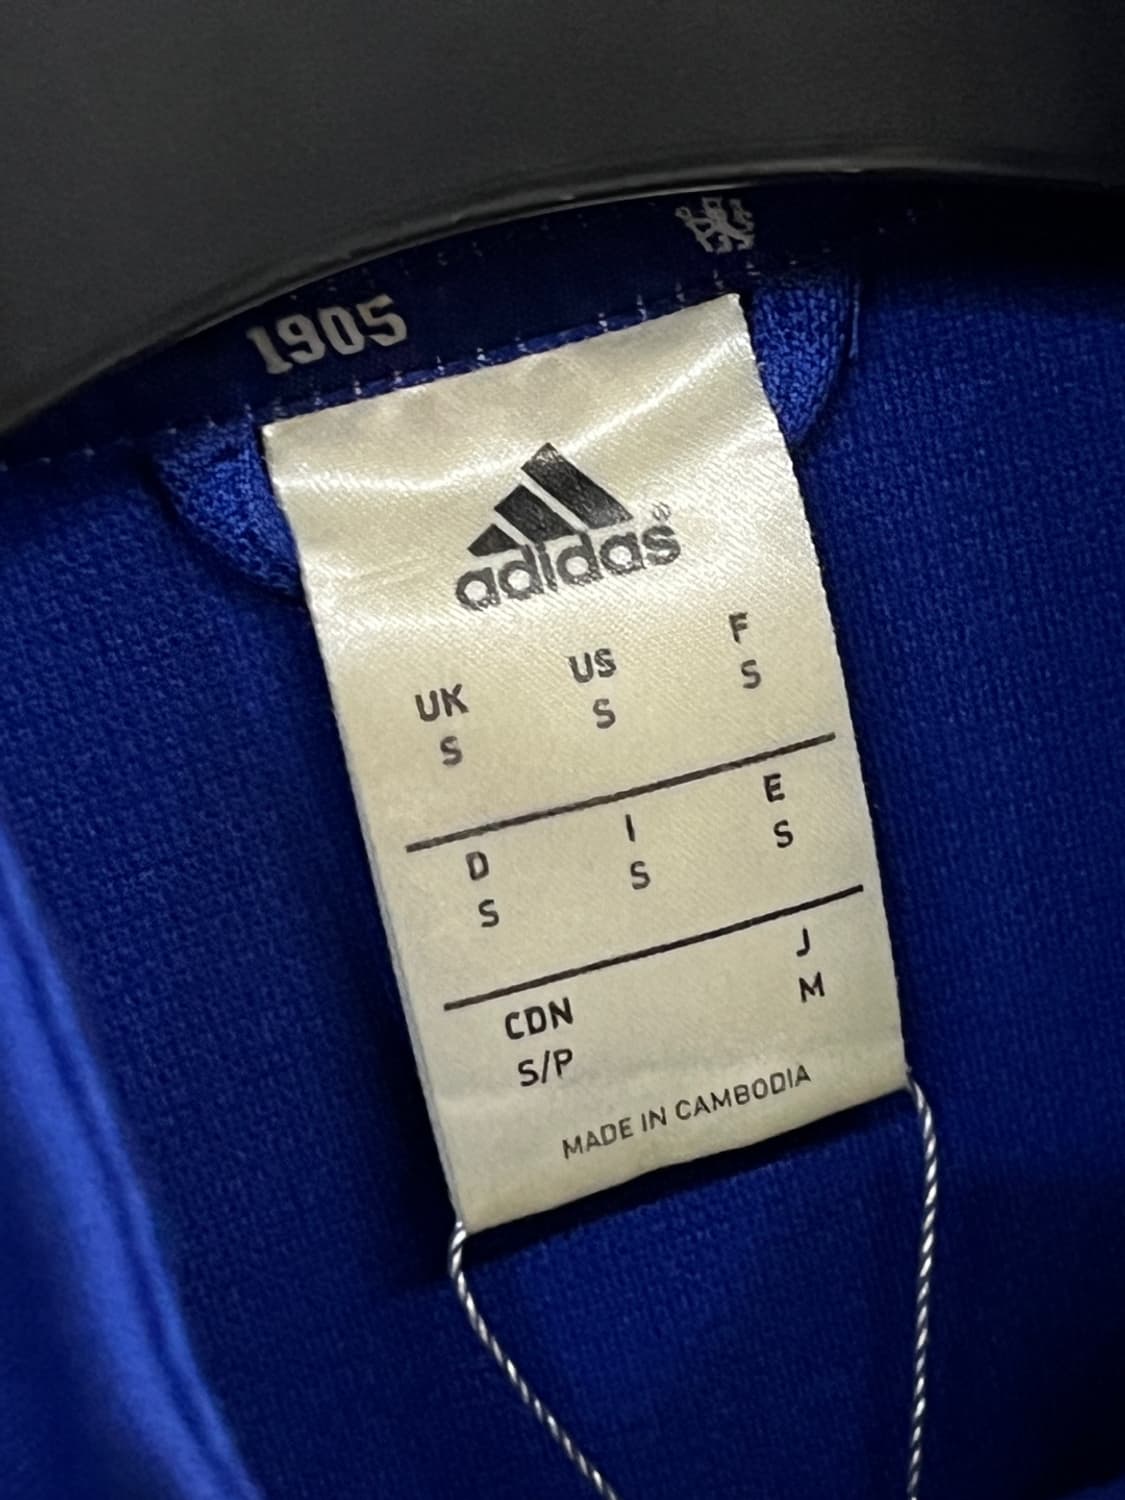 1905
adidas®
UK US F
S S S
D I E
S S S
CDN J
S/P M
MADE IN CAMBODIA